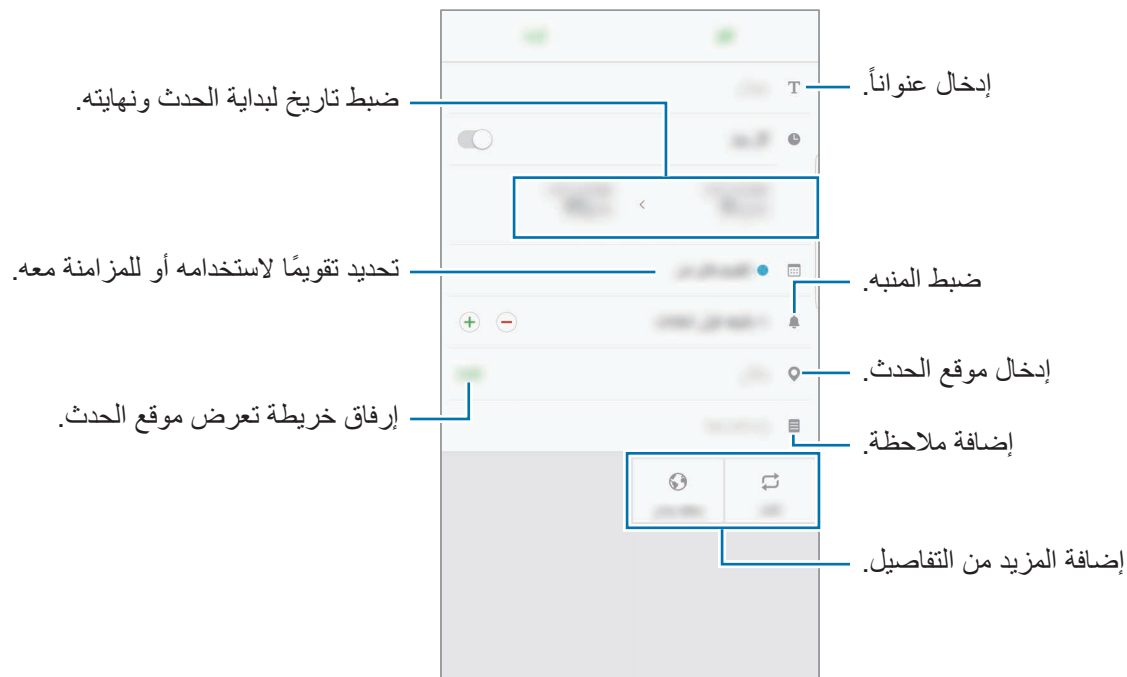 إدخال عنواناً.
ضبط تاريخ لبداية الحدث ونهايته.
تحديد تقويمًا لاستخدامه أو للمزامنة معه.
ضبط المنبه.
إدخال موقع الحدث.
إرفاق خريطة تعرض موقع الحدث.
إضافة ملاحظة.
إضافة المزيد من التفاصيل.